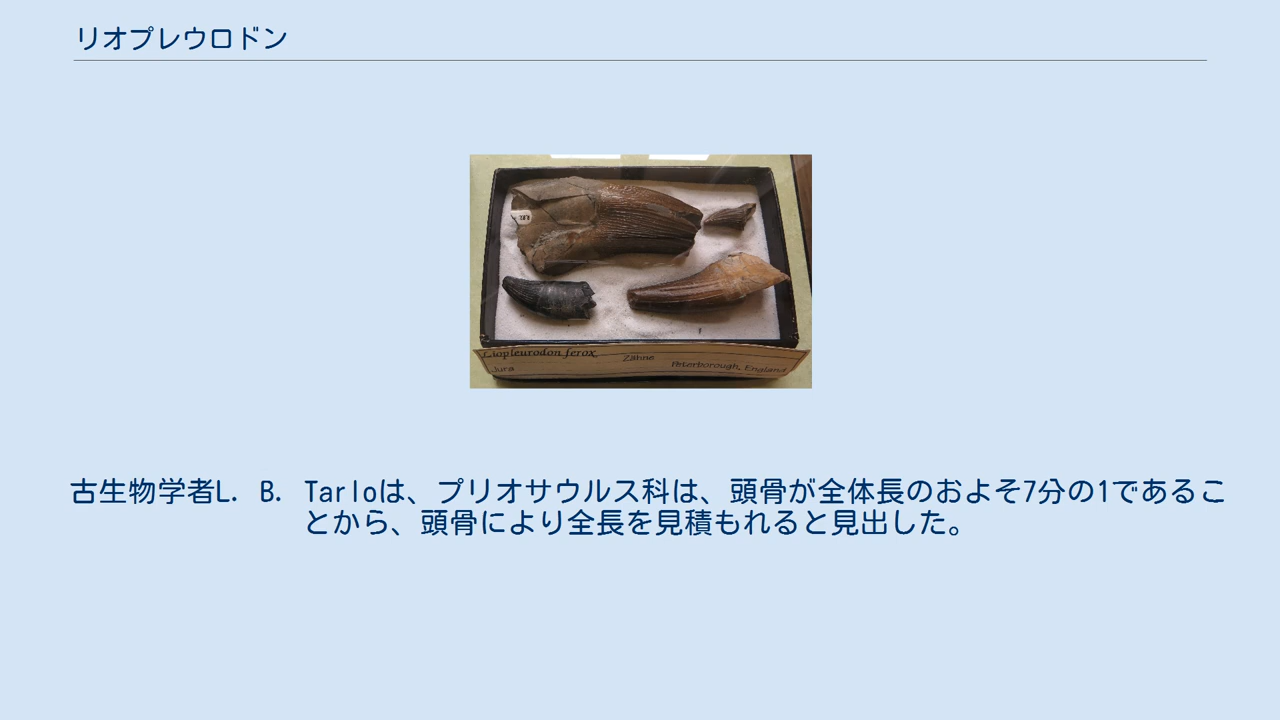 リオプレウロドン
Liopleurodon ferox,
Zähne
Jura
Peterborough, England
古生物学者L. B. Tarloは、プリオサウルス科は、頭骨が全体長のおよそ7分の1であるこ
とから、頭骨により全長を見積もれると見出した。